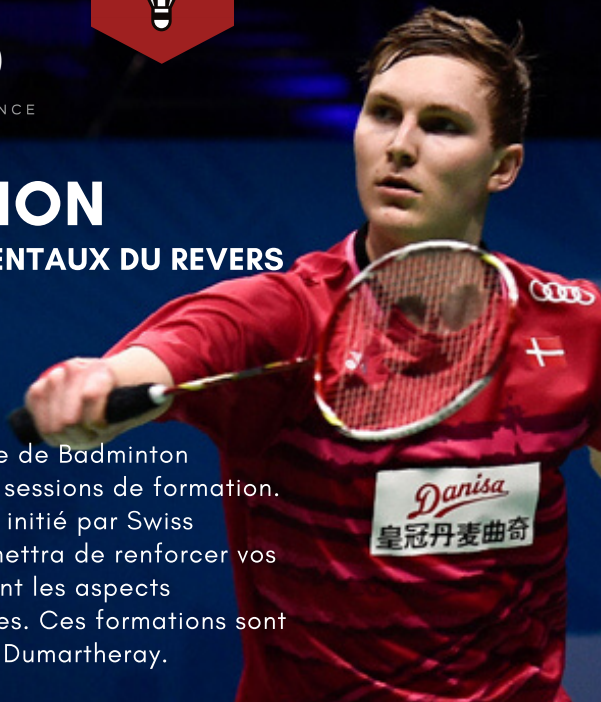 NCE
ION
ENTAUX DU REVERS
e de Badminton
sessions de formation.
initié par Swiss
mettra de renforcer vos
nt les aspects
es. Ces formations sont
Dumartheray.
Danisa
皇冠丹麦曲奇